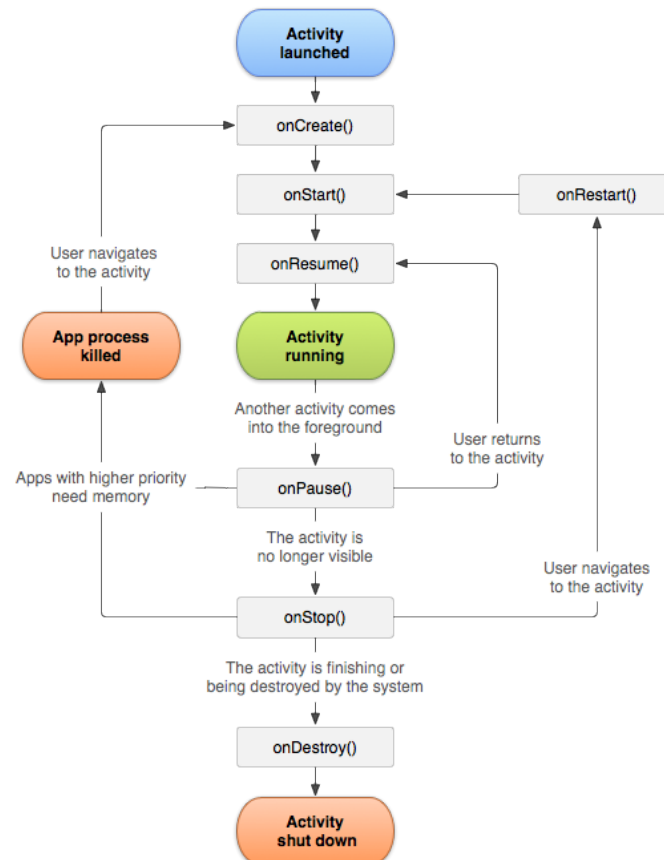 Activity
launched
onCreate()
onStart()
onRestart()
User navigates
to the activity
onResume()
App process
killed
Activity
running
Another activity comes
into the foreground
User returns
to the activity
Apps with higher priority
need memory
onPause()
The activity is
no longer visible
User navigates
to the activity
onStop()
The activity is finishing or
being destroyed by the system
onDestroy()
Activity
shut down